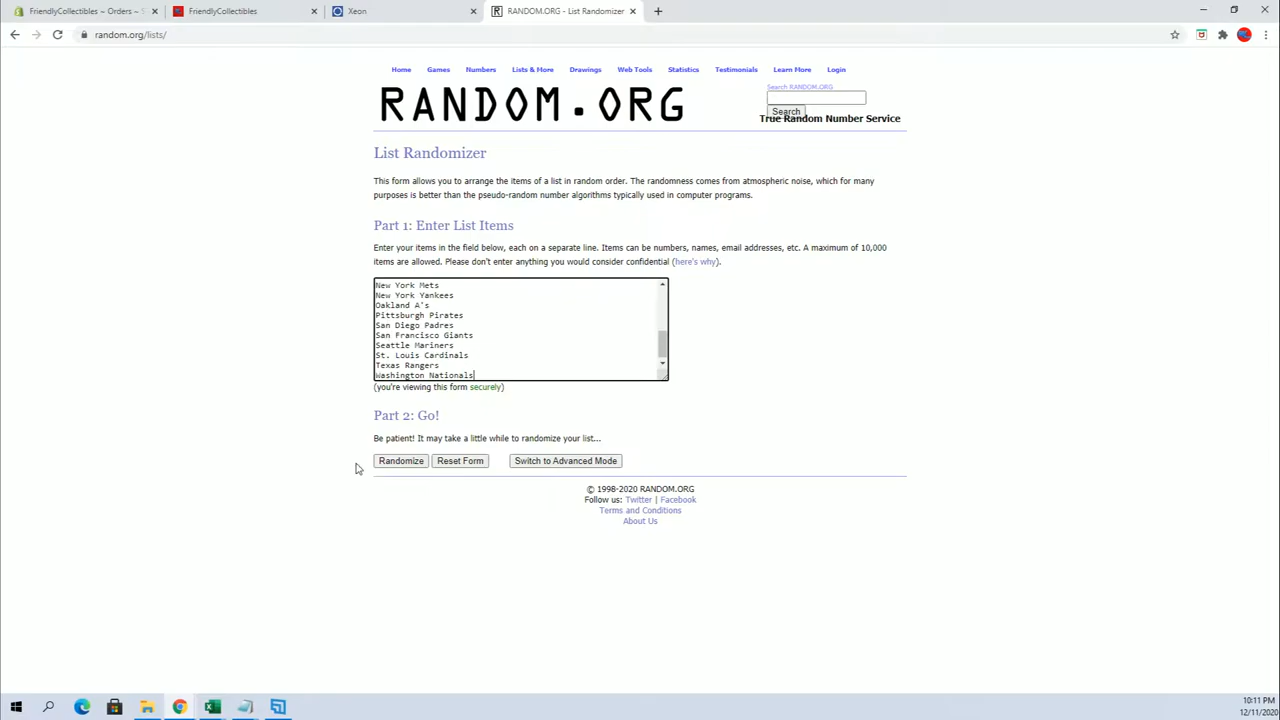 FriendlyCollectibles ~ Orders ~ S
FriendlyCollectibles
Xeon
RANDOM.ORG - List Randomizer
random.org/lists/
Home Games Numbers Lists & More Drawings Web Tools Statistics Testimonials Learn More Login
RANDOM.ORG
Search RANDOM.ORG
Search
True Random Number Service
List Randomizer
This form allows you to arrange the items of a list in random order. The randomness comes from atmospheric noise, which for many
purposes is better than the pseudo-random number algorithms typically used in computer programs.
Part 1: Enter List Items
Enter your items in the field below, each on a separate line. Items can be numbers, names, email addresses, etc. A maximum of 10,000
items are allowed. Please don't enter anything you would consider confidential (here's why).
New York Mets
New York Yankees
Oakland A's
Pittsburgh Pirates
San Diego Padres
San Francisco Giants
Seattle Mariners
St. Louis Cardinals
Texas Rangers
Washington Nationals
(you're viewing this form securely)
Part 2: Go!
Be patient! It may take a little while to randomize your list...
Randomize Reset Form Switch to Advanced Mode
© 1998-2020 RANDOM.ORG
Follow us: Twitter | Facebook
Terms and Conditions
About Us
10:11 PM
12/11/2020